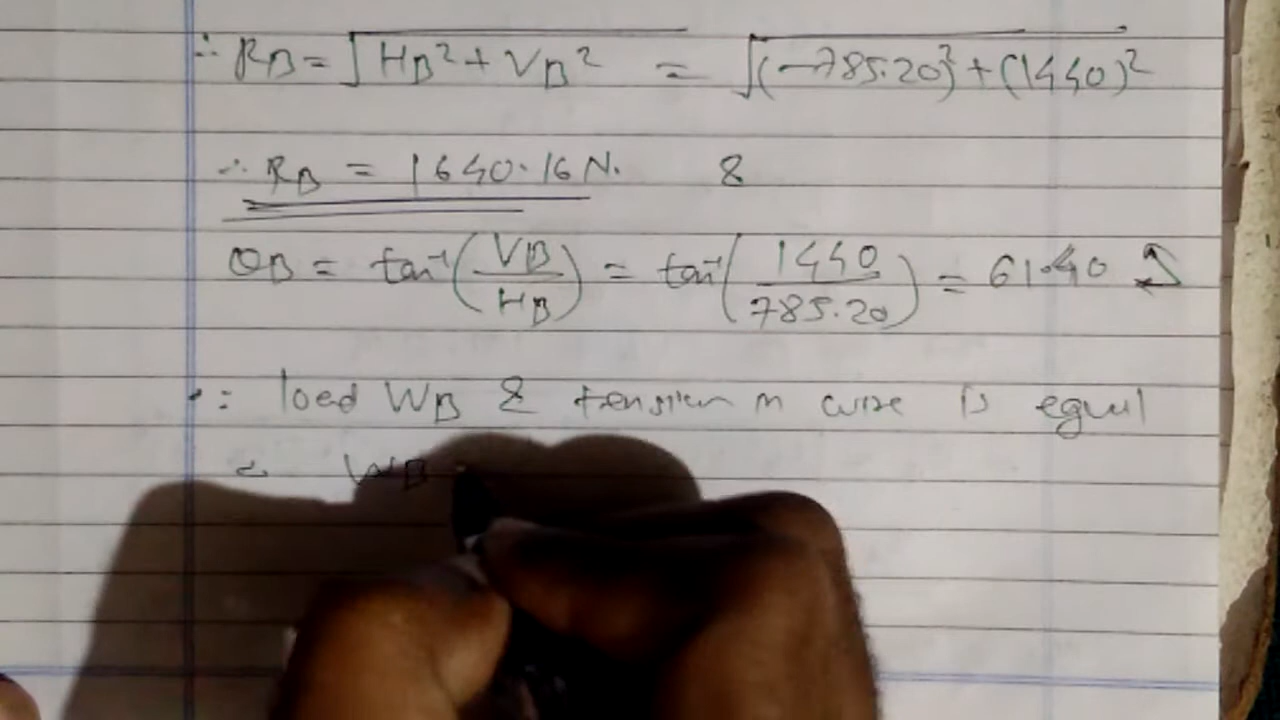 ∴ RB = √(HB² + VB²) = √((-785.20)² + (1440)²)
∴ RB = 1640.16 N. &
θB = tan⁻¹(VB/HB) = tan⁻¹(1440/785.20) = 61.40
∵ load WB & tension in wire is equal
∴ WB